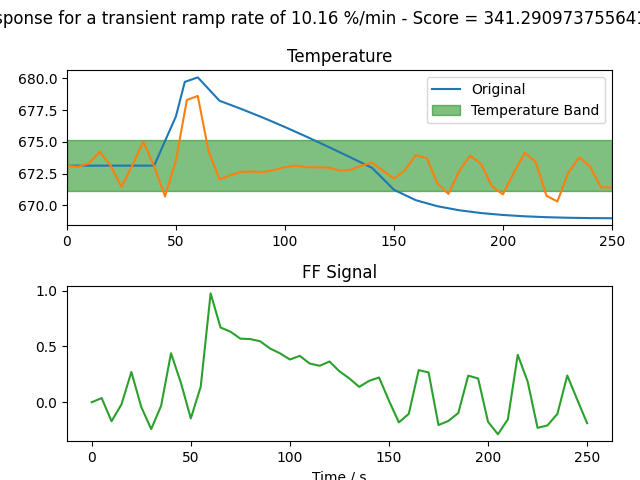 sponse for a transient ramp rate of 10.16 %/min - Score = 341.29097375564
Temperature
680.0
677.5
675.0
672.5
670.0
Original
Temperature Band
0 50 100 150 200 250
FF Signal
1.0
0.5
0.0
0 50 100 150 200 250
Time / s